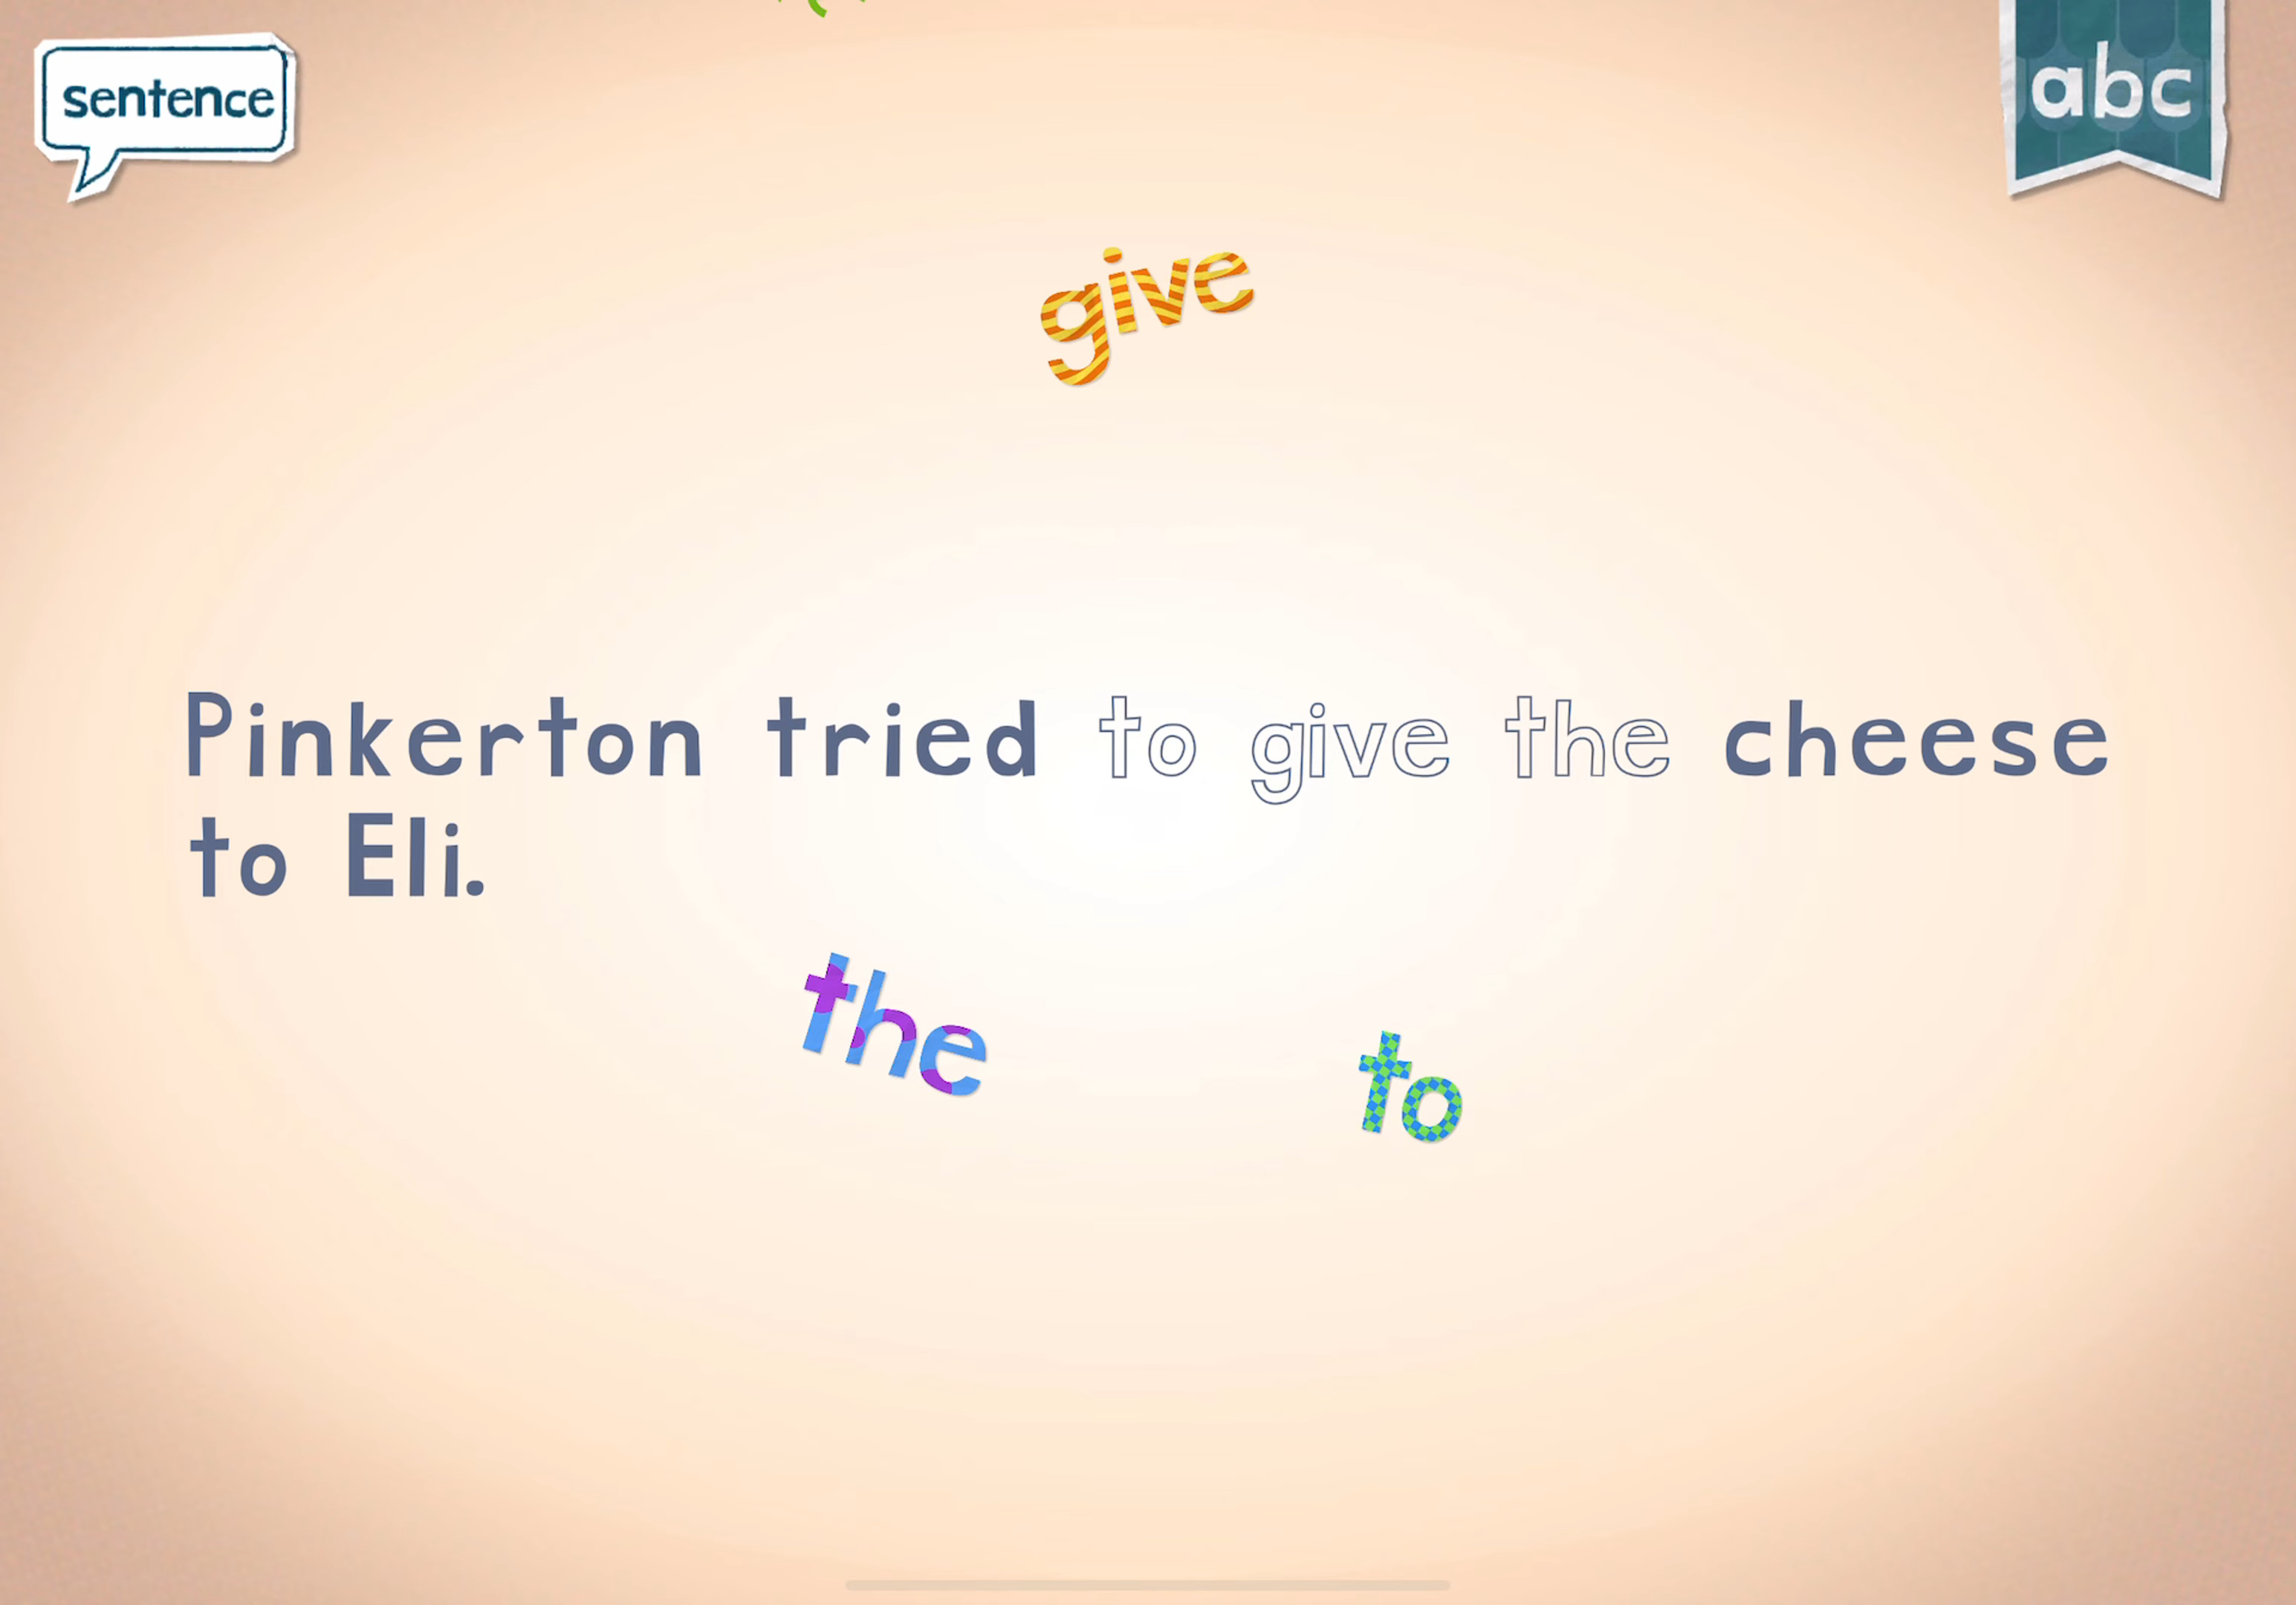 sentence
abc
give
Pinkerton tried to give the cheese
to Eli.
the
to